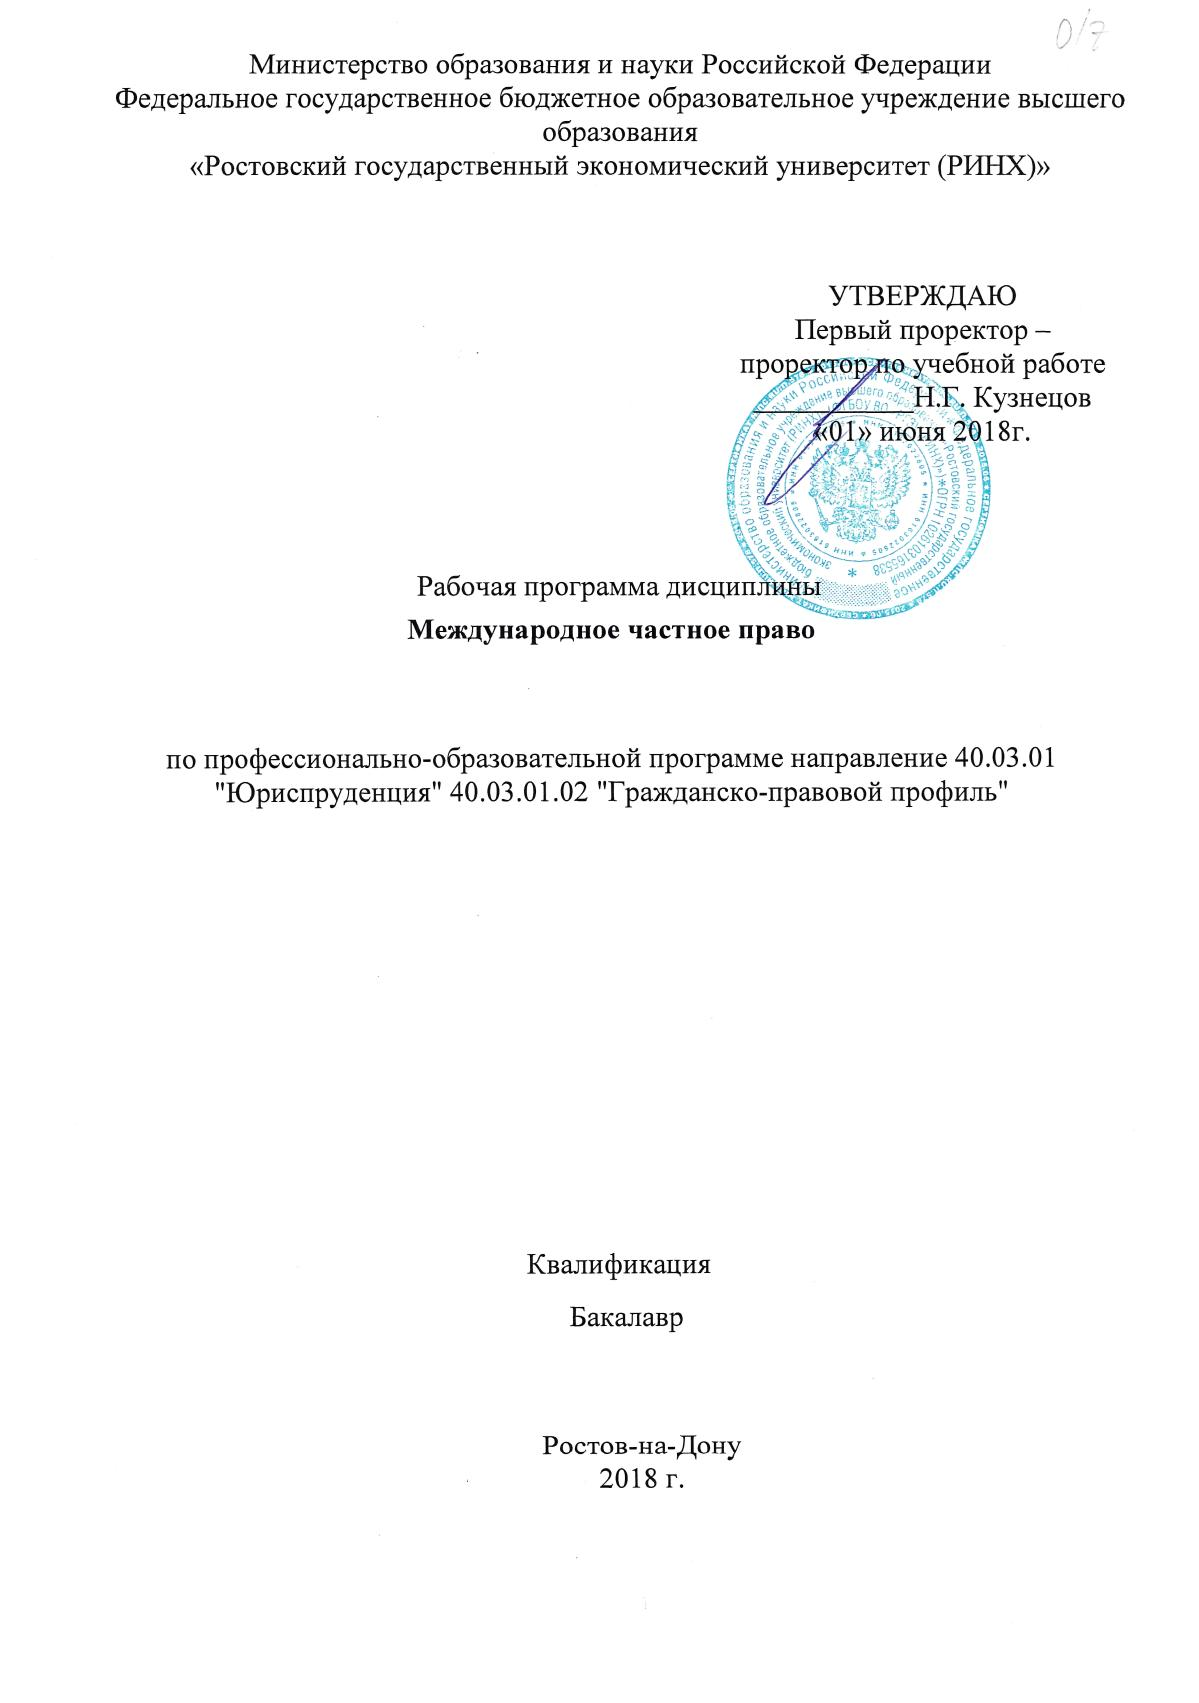 0/7
Министерство образования и науки Российской Федерации
Федеральное государственное бюджетное образовательное учреждение высшего
образования
«Ростовский государственный экономический университет (РИНХ)»
УТВЕРЖДАЮ
Первый проректор –
проректор по учебной работе
Н.Г. Кузнецов
«01» июня 2018г.
Рабочая программа дисциплины
Международное частное право
по профессионально-образовательной программе направление 40.03.01
"Юриспруденция" 40.03.01.02 "Гражданско-правовой профиль"
Квалификация
Бакалавр
Ростов-на-Дону
2018 г.